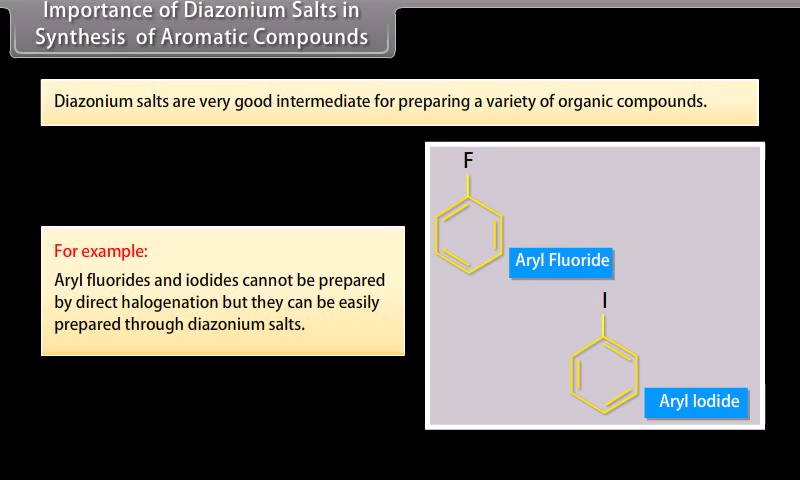 Importance of Diazonium Salts in
Synthesis of Aromatic Compounds
Diazonium salts are very good intermediate for preparing a variety of organic compounds.
For example:
Aryl fluorides and iodides cannot be prepared
by direct halogenation but they can be easily
prepared through diazonium salts.
F
Aryl Fluoride
I
Aryl Iodide